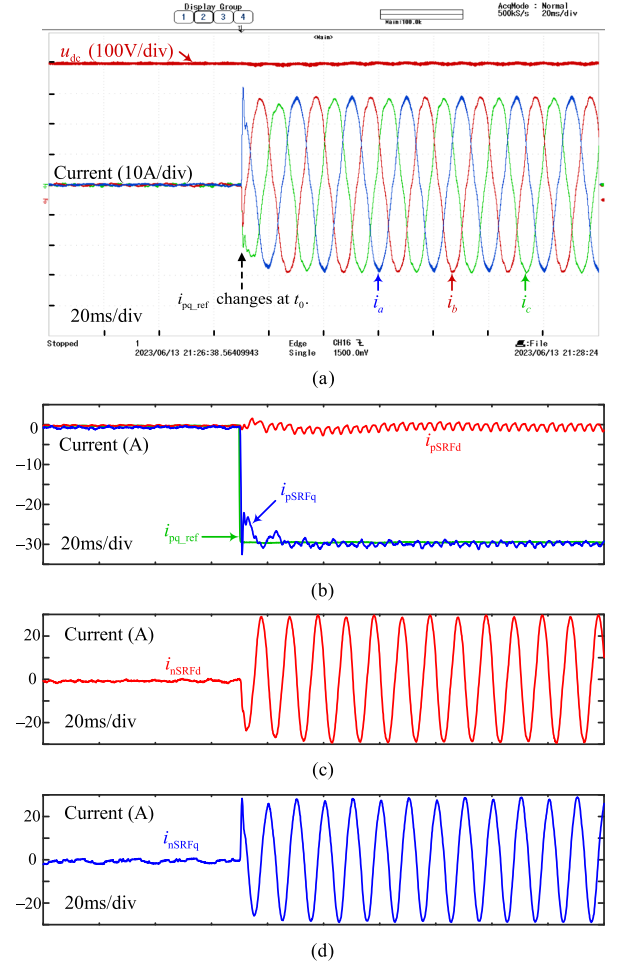 Display Group
1 2 3 4
Main:100.0k
AcqMode : Normal
500kS/s 20ms/div
<Main>
u_dc (100V/div)
Current (10A/div)
i_pq_ref changes at t_0.
i_a
i_b
i_c
20ms/div
Stopped
1
2023/06/13 21:26:38.56409943
Edge
Single
CH16
1500.0mV
:File
2023/06/13 21:28:24
(a)
0
−10
−20
−30
Current (A)
i_pSRFd
i_pSRFq
i_pq_ref
20ms/div
(b)
20
0
−20
Current (A)
i_nSRFd
20ms/div
(c)
20
0
−20
Current (A)
i_nSRFq
20ms/div
(d)